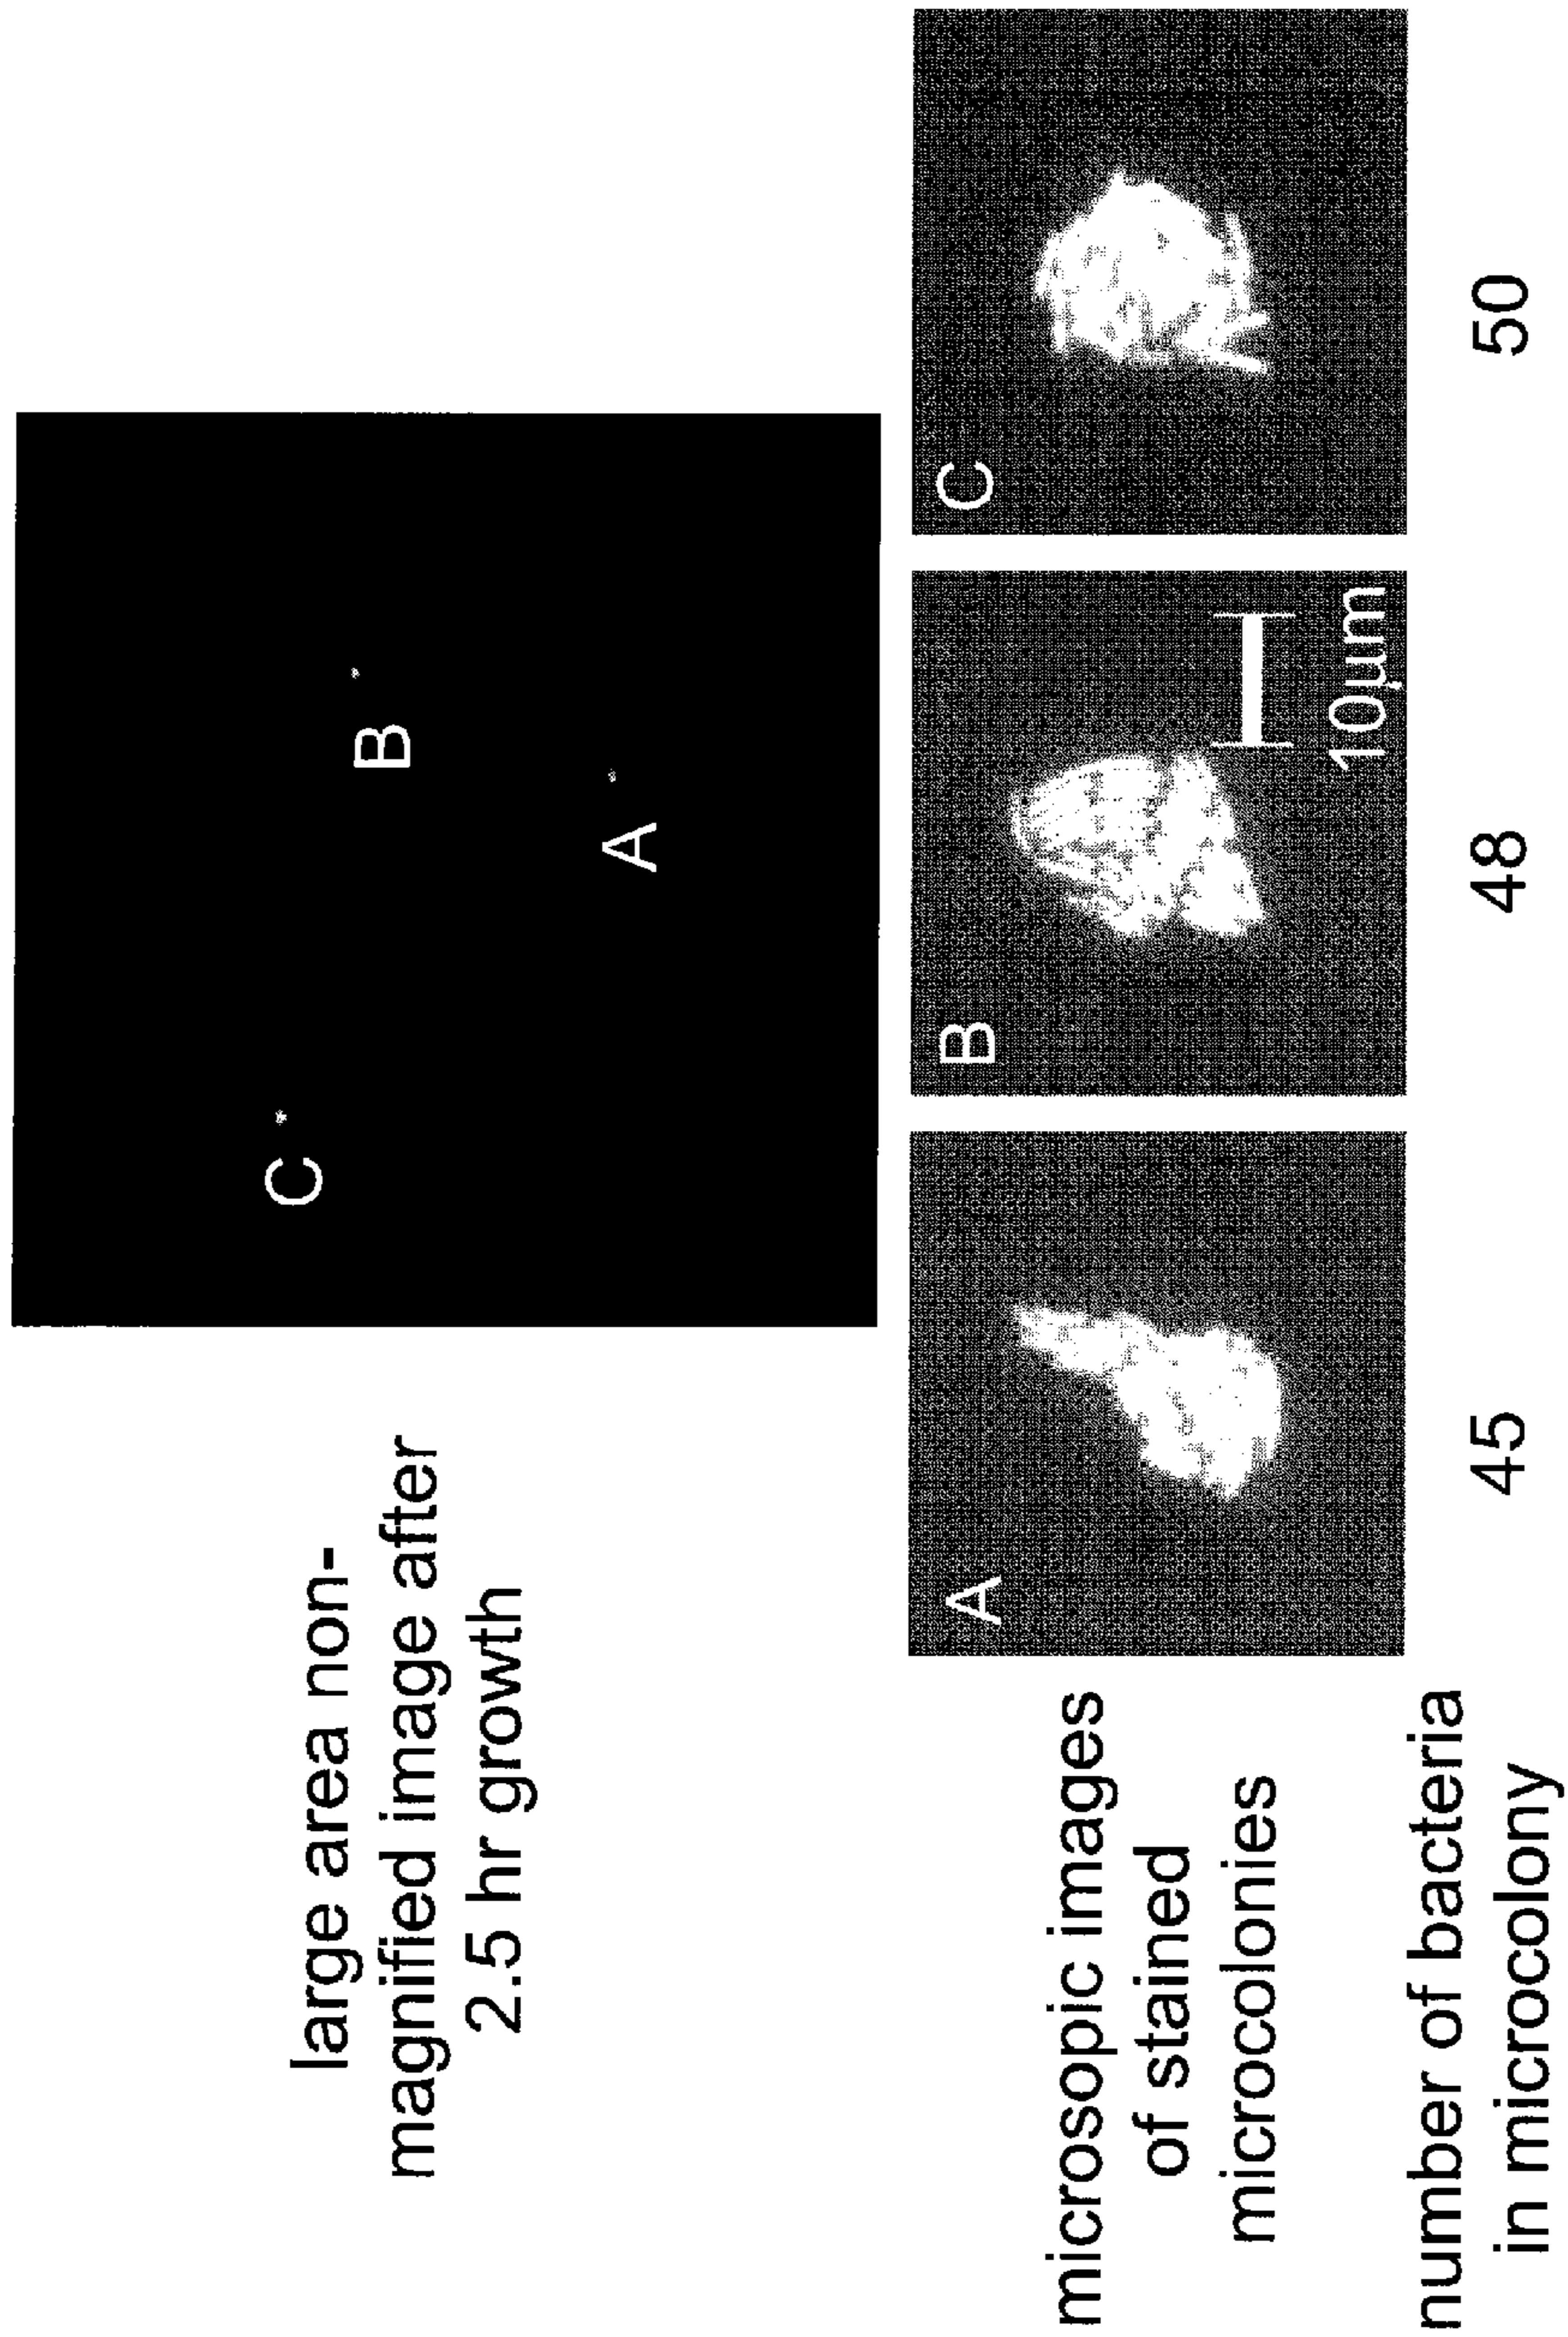 large area non-
magnified image after
2.5 hr growth
C
B
A
microsopic images
of stained
microcolonies
A
B
10µm
C
number of bacteria
in microcolony
45
48
50